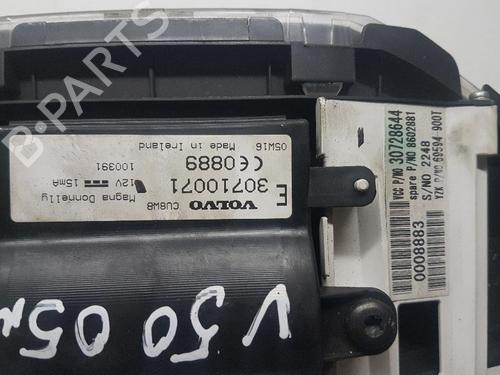 B-PARTS
VOLVO
CU8W8
Magna Donnelly
E 30710071
12V 15mA
CE0889
100391
05W16
Made in Ireland
VCC P/NO 30728644
spare P/NO 8602881
S/NO 2248
YZK P/NO 69594-900T
0008883
V50 05